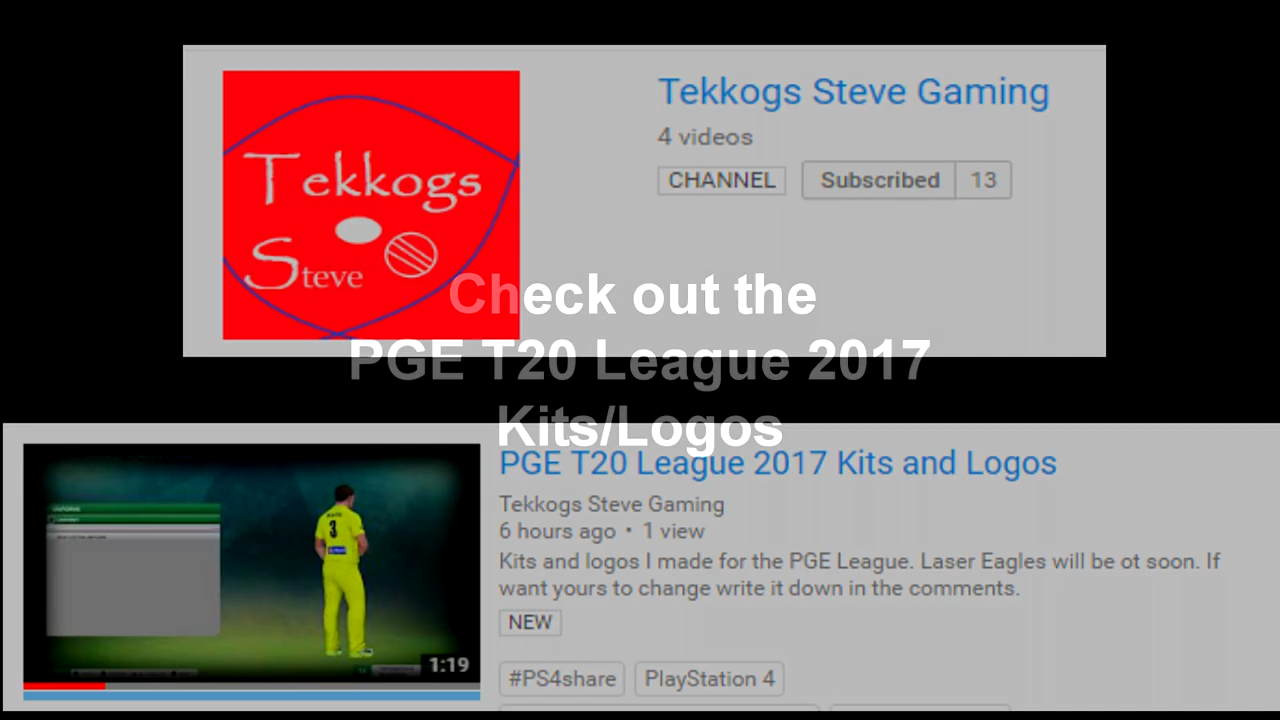 Tekkogs
Steve
Tekkogs Steve Gaming
4 videos
CHANNEL
Subscribed 13
Check out the
PGE T20 League 2017
Kits/Logos
3
1:19
PGE T20 League 2017 Kits and Logos
Tekkogs Steve Gaming
6 hours ago • 1 view
Kits and logos I made for the PGE League. Laser Eagles will be ot soon. If
want yours to change write it down in the comments.
NEW
#PS4share PlayStation 4